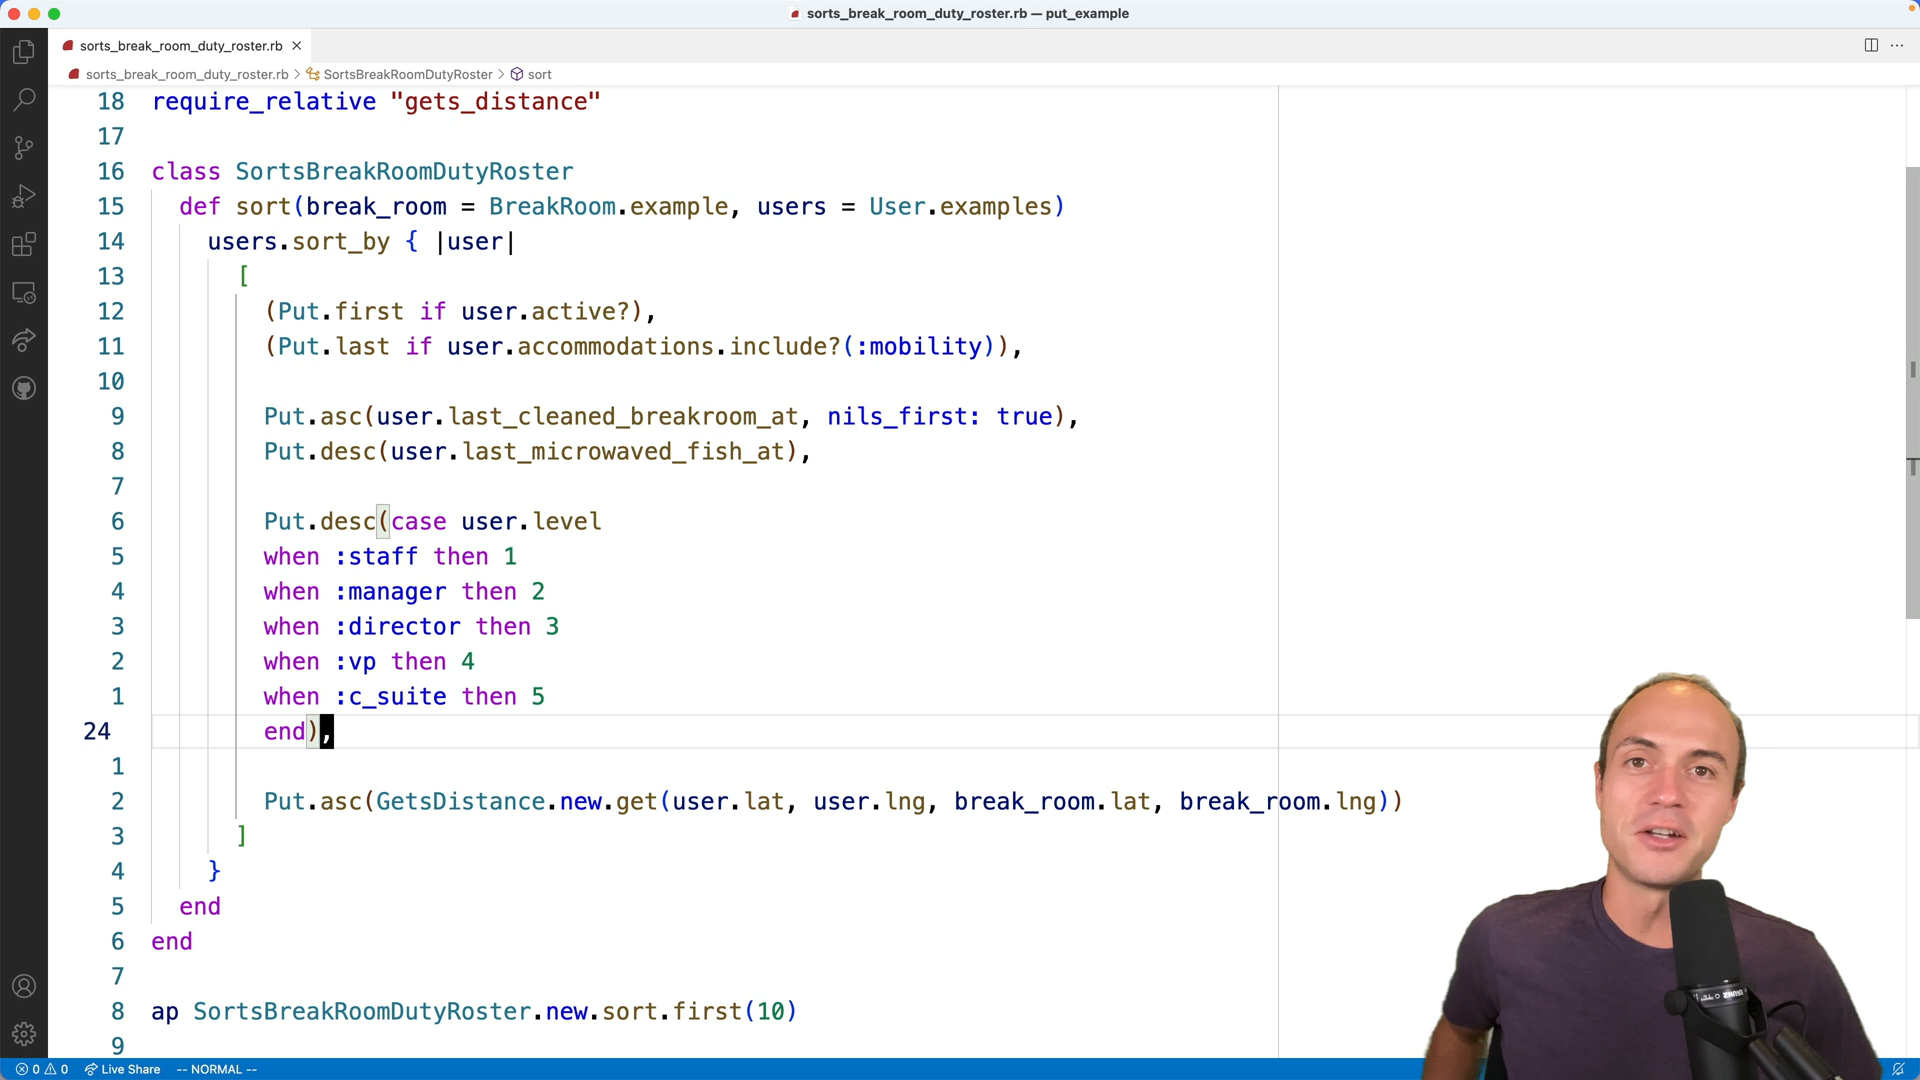 sorts_break_room_duty_roster.rb — put_example
sorts_break_room_duty_roster.rb ×
sorts_break_room_duty_roster.rb > SortsBreakRoomDutyRoster > sort
18 require_relative "gets_distance"
17
16 class SortsBreakRoomDutyRoster
15 def sort(break_room = BreakRoom.example, users = User.examples)
14 users.sort_by { |user|
13 [
12 (Put.first if user.active?),
11 (Put.last if user.accommodations.include?(:mobility)),
10
9 Put.asc(user.last_cleaned_breakroom_at, nils_first: true),
8 Put.desc(user.last_microwaved_fish_at),
7
6 Put.desc(case user.level
5 when :staff then 1
4 when :manager then 2
3 when :director then 3
2 when :vp then 4
1 when :c_suite then 5
24 end),
1
2 Put.asc(GetsDistance.new.get(user.lat, user.lng, break_room.lat, break_room.lng))
3 ]
4 }
5 end
6 end
7
8 ap SortsBreakRoomDutyRoster.new.sort.first(10)
9
0 0 Live Share -- NORMAL --